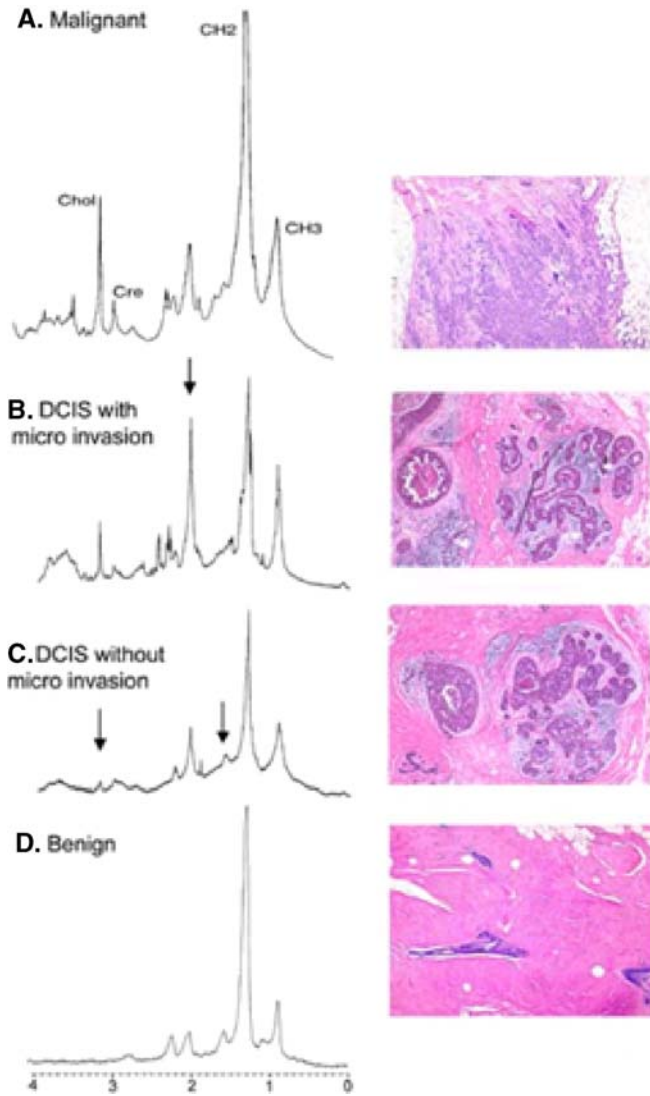 A. Malignant
CH2
Chol
CH3
Cre
B. DCIS with
micro invasion
C. DCIS without
micro invasion
D. Benign
4 3 2 1 0